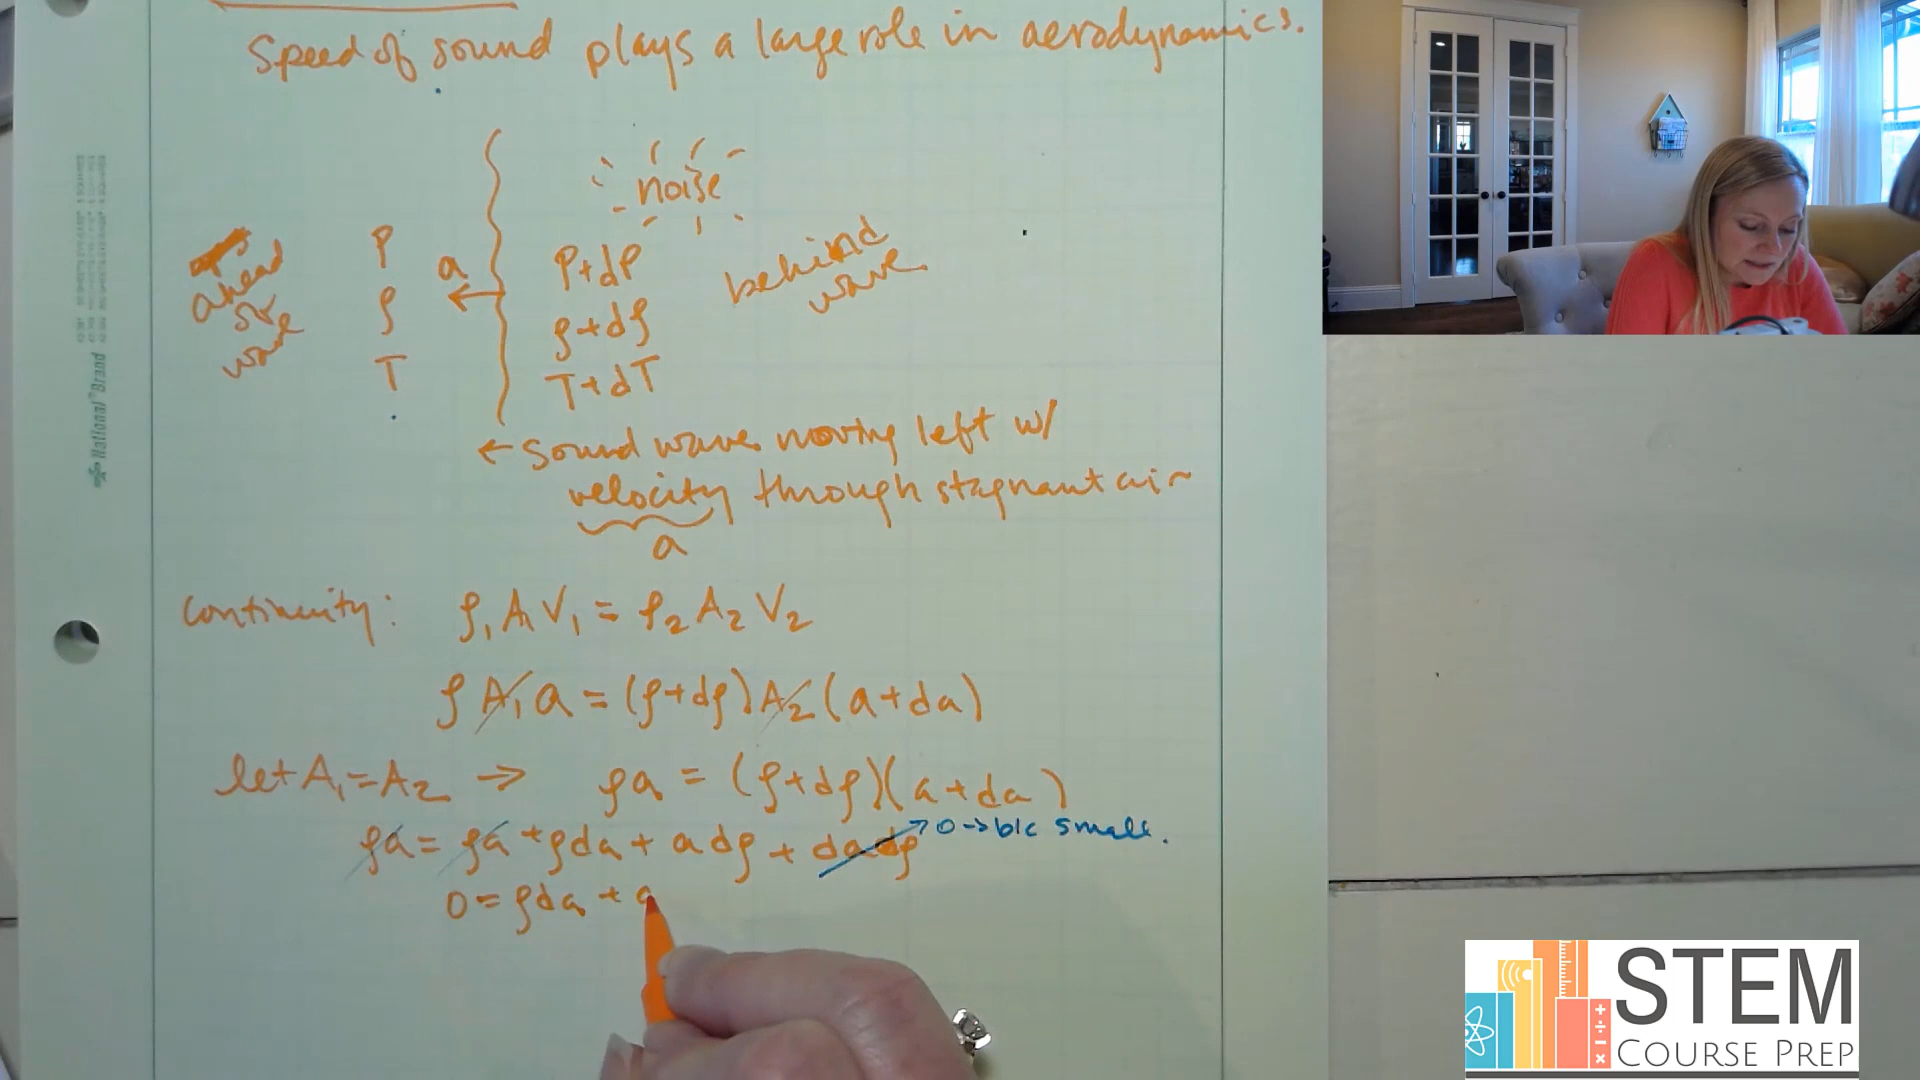 Speed of sound plays a large role in aerodynamics.
noise
ahead of wave
P
a
P+dP
behind wave
ρ
ρ+dρ
T
T+dT
← Sound wave moving left w/
velocity through stagnant air
a
Continuity: ρ₁A₁V₁ = ρ₂A₂V₂
ρA₁a = (ρ+dρ)A₂(a+da)
let A₁=A₂ → ρa = (ρ+dρ)(a+da)
ρa = ρa + ρda + adρ + dadρ → 0 → b/c small.
0 = ρda + a
National Brand
STEM
COURSE PREP